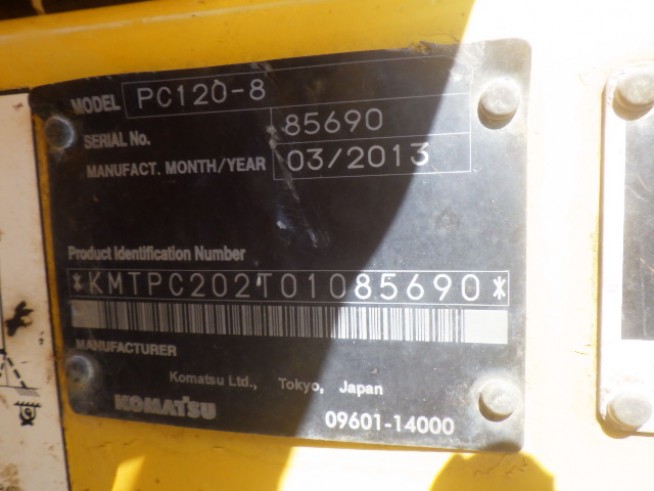 MODEL PC120-8
SERIAL No. 85690
MANUFACT. MONTH/YEAR 03/2013
Product Identification Number
*KMTPC202T01085690*
MANUFACTURER
Komatsu Ltd., Tokyo, Japan
KOMATSU 09601-14000